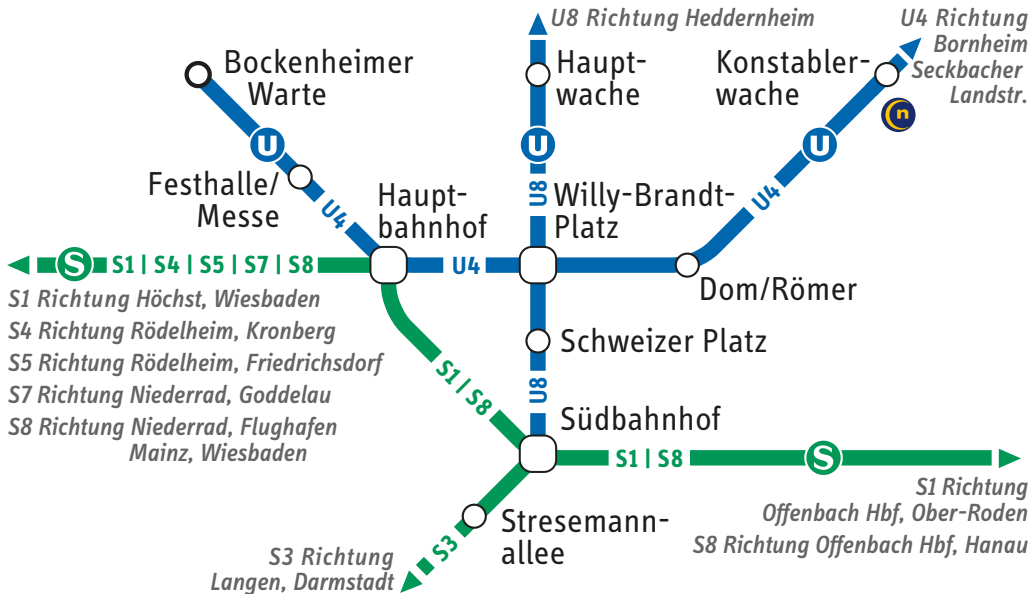 U8 Richtung Heddernheim
U4 Richtung
Bornheim
Seckbacher
Landstr.
Bockenheimer
Warte
Haupt-
wache
Konstabler-
wache
n
U
U
U
Festhalle/
Messe
U4
Haupt-
bahnhof
U8
Willy-Brandt-
Platz
U4
S
S1 | S4 | S5 | S7 | S8
U4
Dom/Römer
S1 Richtung Höchst, Wiesbaden
S4 Richtung Rödelheim, Kronberg
S5 Richtung Rödelheim, Friedrichsdorf
S7 Richtung Niederrad, Goddelau
S8 Richtung Niederrad, Flughafen
Mainz, Wiesbaden
Schweizer Platz
S1 | S8
U8
Südbahnhof
S1 | S8
S
S1 Richtung
Offenbach Hbf, Ober-Roden
S8 Richtung Offenbach Hbf, Hanau
Stresemann-
allee
S3
S3 Richtung
Langen, Darmstadt